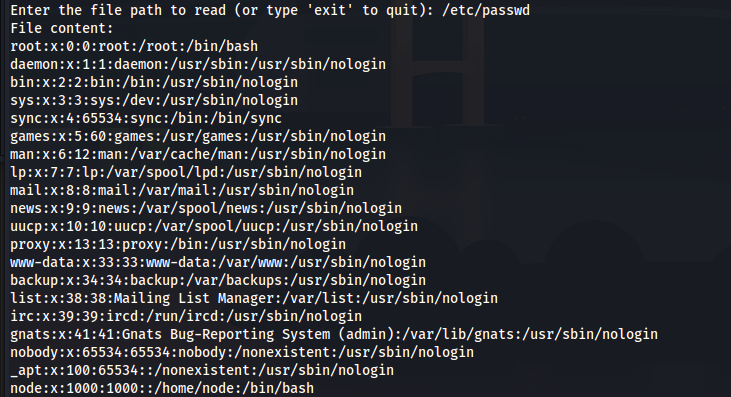 Enter the file path to read (or type 'exit' to quit): /etc/passwd
File content:
root:x:0:0:root:/root:/bin/bash
daemon:x:1:1:daemon:/usr/sbin:/usr/sbin/nologin
bin:x:2:2:bin:/bin:/usr/sbin/nologin
sys:x:3:3:sys:/dev:/usr/sbin/nologin
sync:x:4:65534:sync:/bin:/bin/sync
games:x:5:60:games:/usr/games:/usr/sbin/nologin
man:x:6:12:man:/var/cache/man:/usr/sbin/nologin
lp:x:7:7:lp:/var/spool/lpd:/usr/sbin/nologin
mail:x:8:8:mail:/var/mail:/usr/sbin/nologin
news:x:9:9:news:/var/spool/news:/usr/sbin/nologin
uucp:x:10:10:uucp:/var/spool/uucp:/usr/sbin/nologin
proxy:x:13:13:proxy:/bin:/usr/sbin/nologin
www-data:x:33:33:www-data:/var/www:/usr/sbin/nologin
backup:x:34:34:backup:/var/backups:/usr/sbin/nologin
list:x:38:38:Mailing List Manager:/var/list:/usr/sbin/nologin
irc:x:39:39:ircd:/run/ircd:/usr/sbin/nologin
gnats:x:41:41:Gnats Bug-Reporting System (admin):/var/lib/gnats:/usr/sbin/nologin
nobody:x:65534:65534:nobody:/nonexistent:/usr/sbin/nologin
_apt:x:100:65534::/nonexistent:/usr/sbin/nologin
node:x:1000:1000::/home/node:/bin/bash